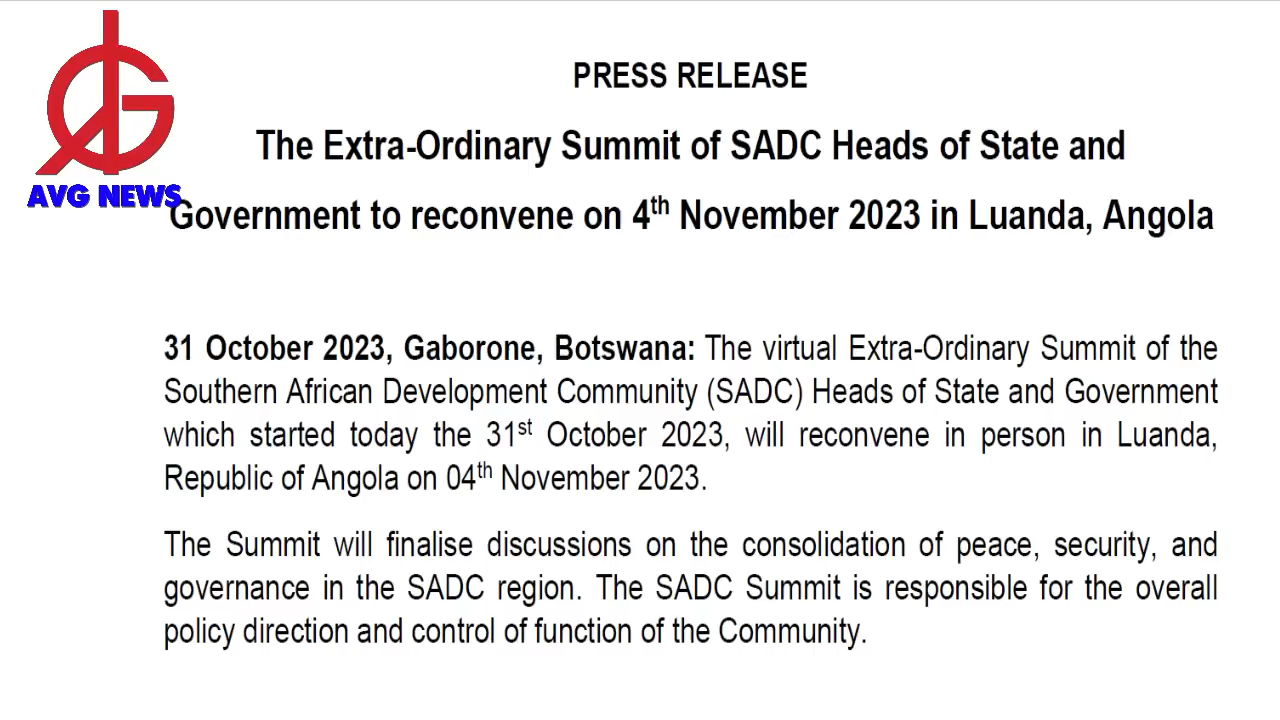 PRESS RELEASE
The Extra-Ordinary Summit of SADC Heads of State and
AVG NEWS
Government to reconvene on 4th November 2023 in Luanda, Angola
31 October 2023, Gaborone, Botswana: The virtual Extra-Ordinary Summit of the
Southern African Development Community (SADC) Heads of State and Government
which started today the 31st October 2023, will reconvene in person in Luanda,
Republic of Angola on 04th November 2023.
The Summit will finalise discussions on the consolidation of peace, security, and
governance in the SADC region. The SADC Summit is responsible for the overall
policy direction and control of function of the Community.